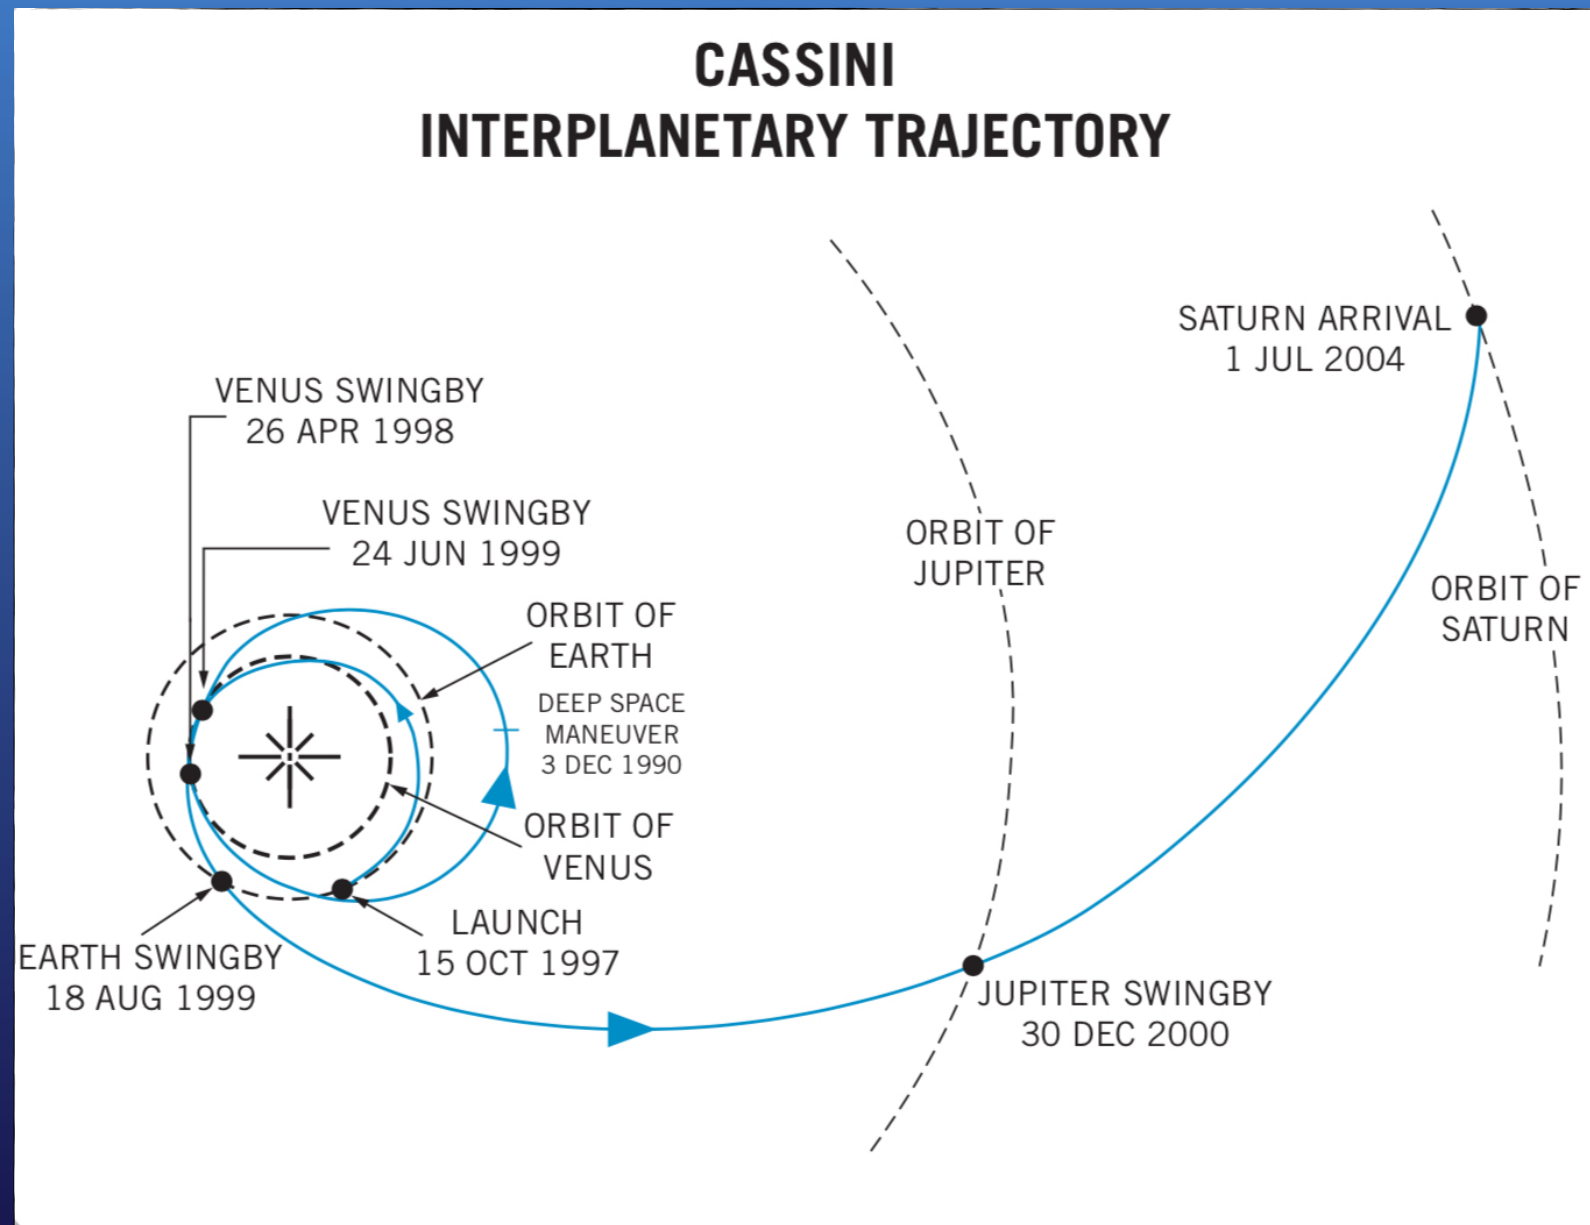 CASSINI
INTERPLANETARY TRAJECTORY
SATURN ARRIVAL
1 JUL 2004
VENUS SWINGBY
26 APR 1998
VENUS SWINGBY
24 JUN 1999
ORBIT OF
JUPITER
ORBIT OF
SATURN
ORBIT OF
EARTH
DEEP SPACE
MANEUVER
3 DEC 1990
ORBIT OF
VENUS
LAUNCH
15 OCT 1997
EARTH SWINGBY
18 AUG 1999
JUPITER SWINGBY
30 DEC 2000